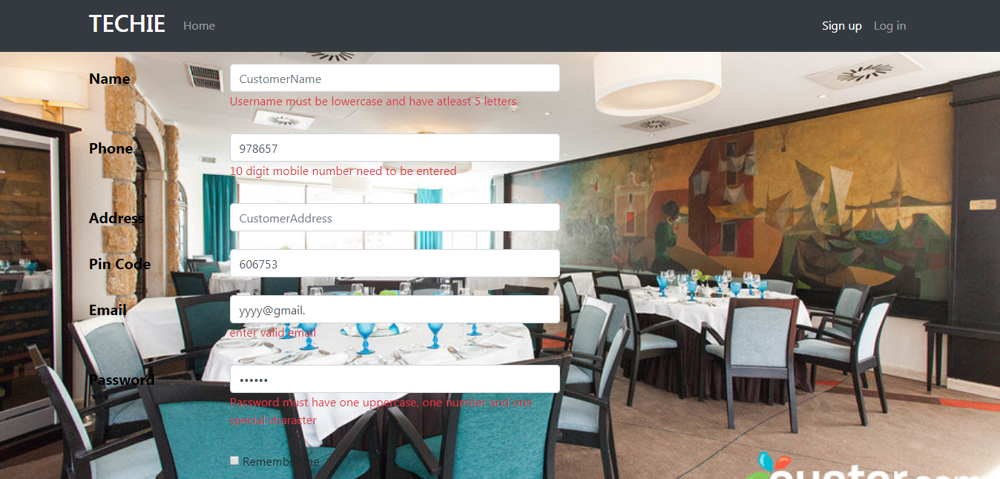 TECHIE Home Sign up Log in
Name CustomerName
Username must be lowercase and have atleast 5 letters
Phone 978657
10 digit mobile number need to be entered
Address CustomerAddress
Pin Code 606753
Email yyyy@gmail.
enter valid email
Password ••••••
Password must have one uppercase, one number and one
special character
Remember me